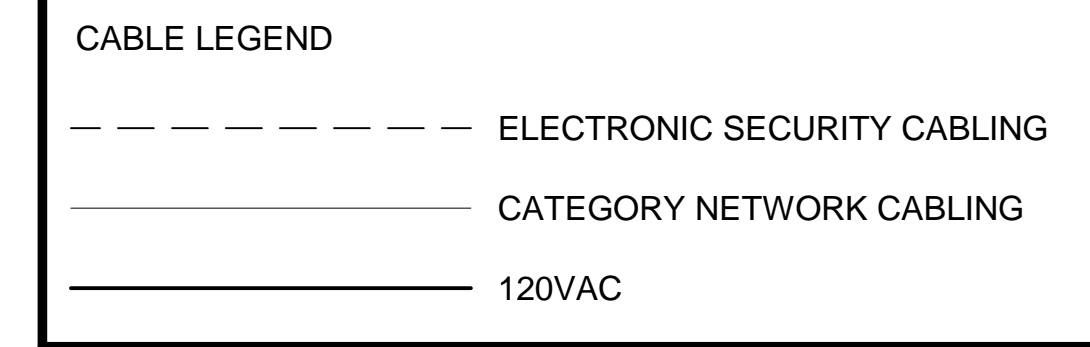 CABLE LEGEND
ELECTRONIC SECURITY CABLING
CATEGORY NETWORK CABLING
120VAC